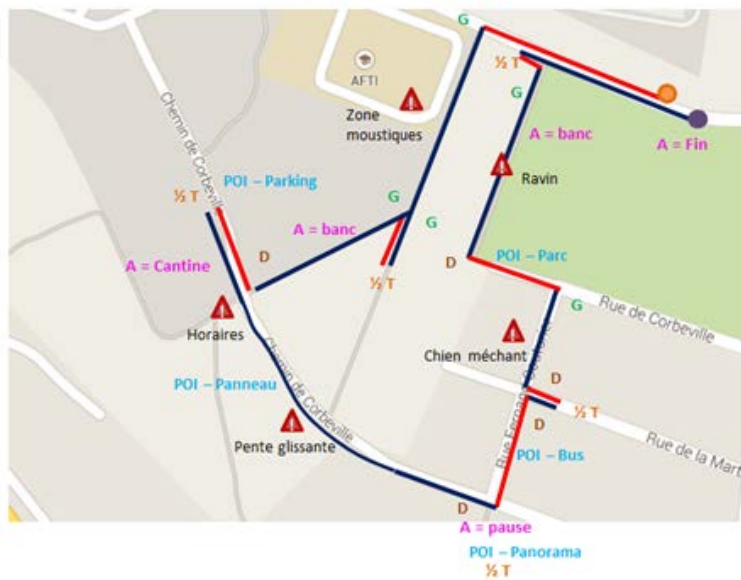 G
½ T
G
AFTI
Zone
moustiques
A = banc
A = Fin
Chemin de Corbeville
POI – Parking
½ T
Ravin
G
A = banc
G
D
A = Cantine
D
POI – Parc
½ T
G
Rue de Corbeville
Horaires
Chien méchant
Chemin de Corbeville
POI – Panneau
D
½ T
D
Pente glissante
Rue de la Mart
POI – Bus
Rue
D
A = pause
POI – Panorama
½ T